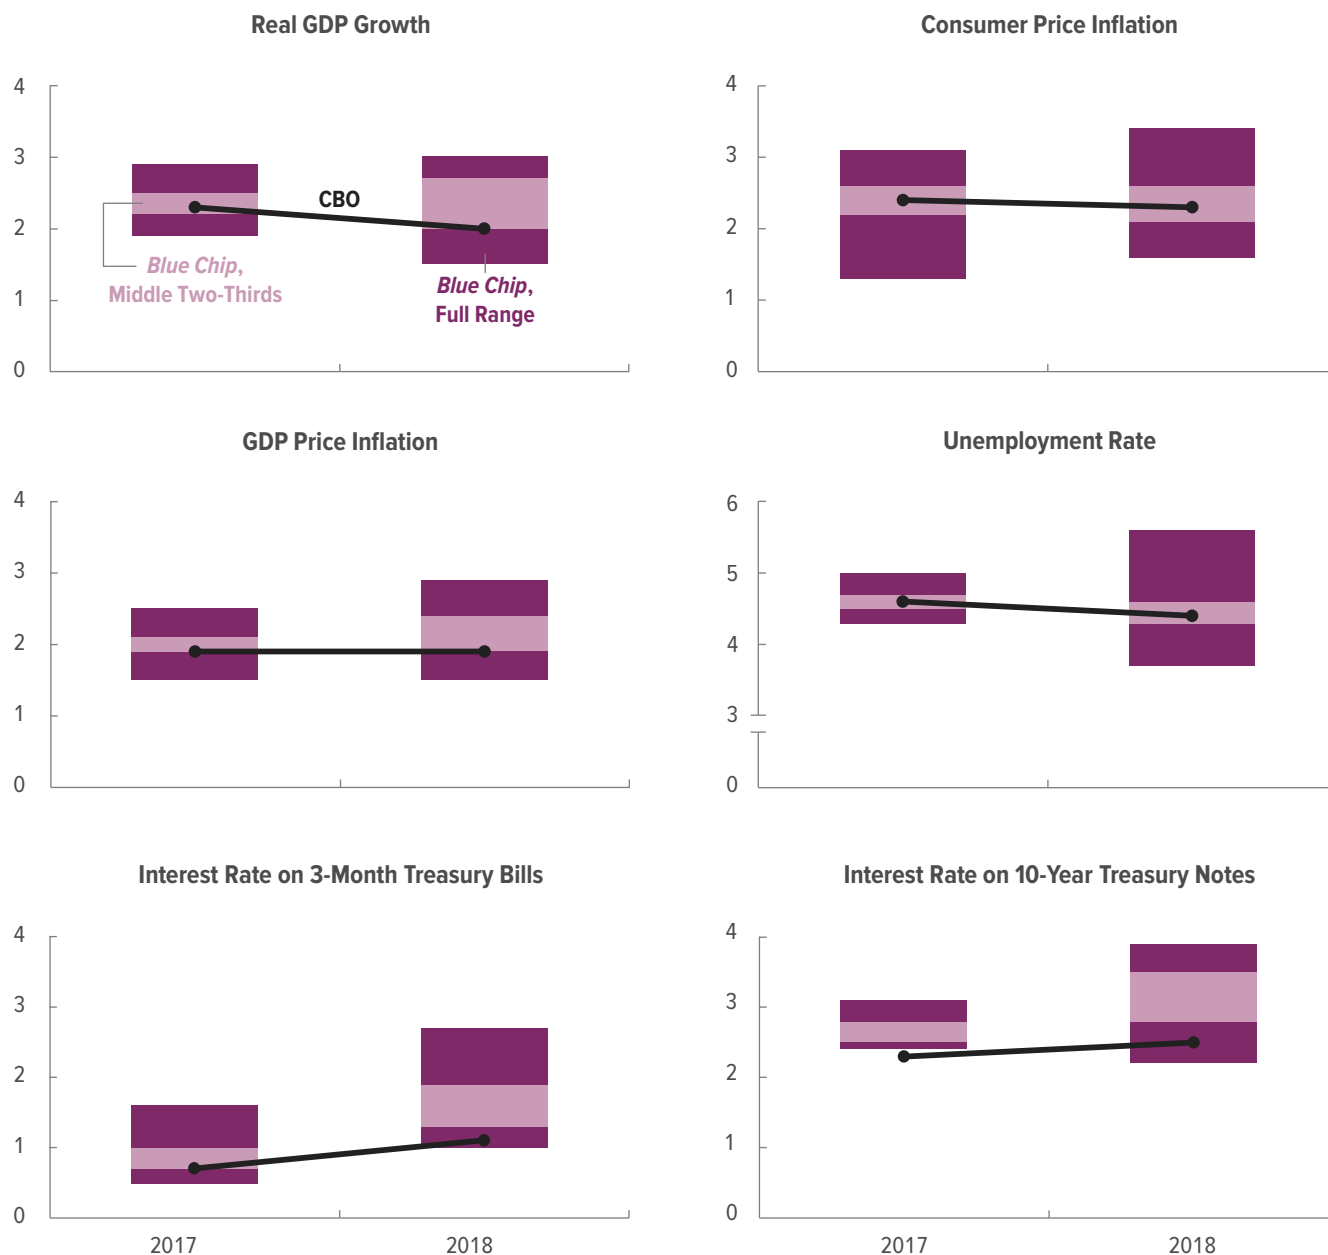 Real GDP Growth
4
3
2
1
0
CBO
Blue Chip,
Middle Two-Thirds
Blue Chip,
Full Range
Consumer Price Inflation
4
3
2
1
0
GDP Price Inflation
4
3
2
1
0
Unemployment Rate
6
5
4
3
0
Interest Rate on 3-Month Treasury Bills
4
3
2
1
0
2017 2018
Interest Rate on 10-Year Treasury Notes
4
3
2
1
0
2017 2018